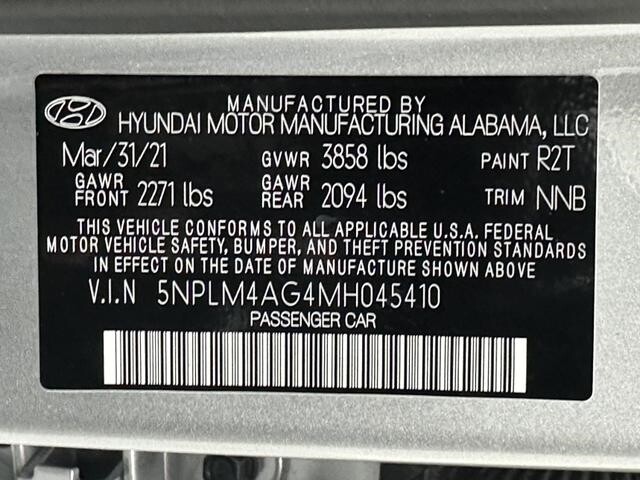 MANUFACTURED BY
HYUNDAI MOTOR MANUFACTURING ALABAMA, LLC
Mar/31/21 GVWR 3858 lbs PAINT R2T
GAWR FRONT 2271 lbs GAWR REAR 2094 lbs TRIM NNB
THIS VEHICLE CONFORMS TO ALL APPLICABLE U.S.A. FEDERAL
MOTOR VEHICLE SAFETY, BUMPER, AND THEFT PREVENTION STANDARDS
IN EFFECT ON THE DATE OF MANUFACTURE SHOWN ABOVE
V.I.N 5NPLM4AG4MH045410
PASSENGER CAR